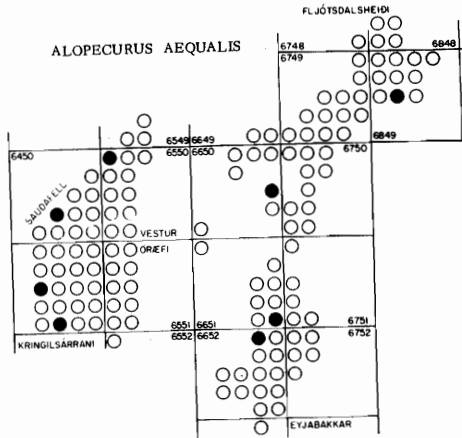 FLJÓTSDALSHEIÐI
ALOPECURUS AEQUALIS
6748 6848
6749
6549 6649
6450 6550 6650 6750 6849
SAUÐAFELL
VESTUR
ÖRÆFI
6551 6651 6751
KRINGILSÁRRANI 6552 6652 6752
EYJABAKKAR